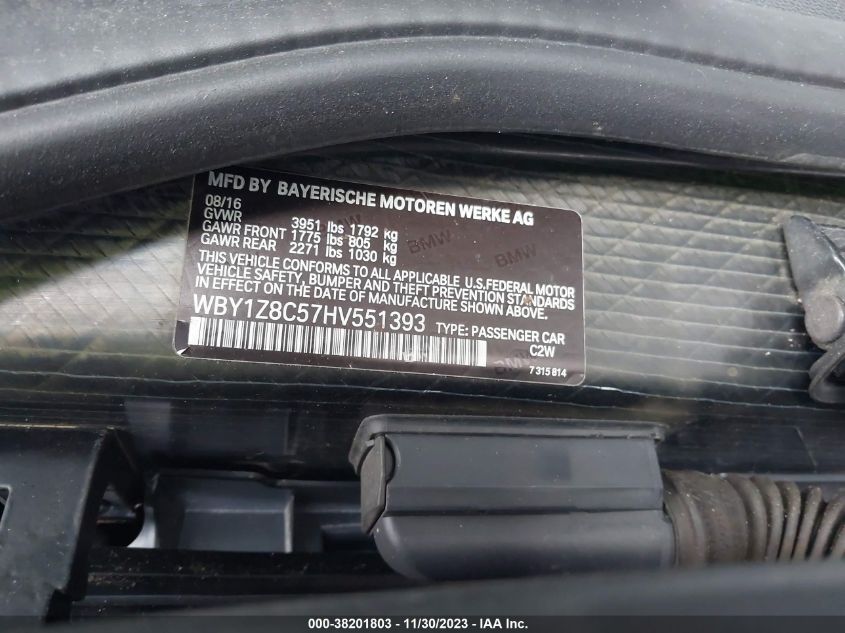 MFD BY BAYERISCHE MOTOREN WERKE AG
08/16
GVWR 3951 lbs 1792 kg
GAWR FRONT 1775 lbs 805 kg
GAWR REAR 2271 lbs 1030 kg
THIS VEHICLE CONFORMS TO ALL APPLICABLE U.S.FEDERAL MOTOR
VEHICLE SAFETY, BUMPER AND THEFT PREVENTION STANDARDS
IN EFFECT ON THE DATE OF MANUFACTURE SHOWN ABOVE.
WBY1Z8C57HV551393 TYPE: PASSENGER CAR
C2W
7 315 814
BMW
BMW
BMW
000-38201803 - 11/30/2023 - IAA Inc.